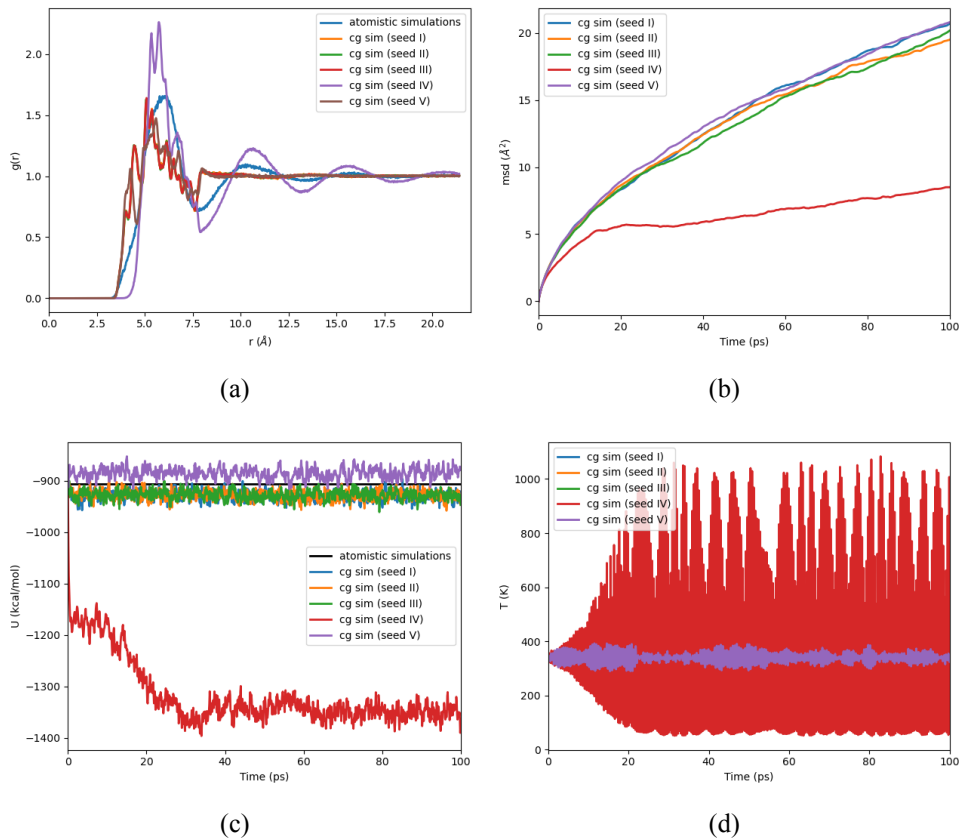 atomistic simulations
cg sim (seed I)
cg sim (seed II)
cg sim (seed III)
cg sim (seed IV)
cg sim (seed V)
g(r)
2.0
1.5
1.0
0.5
0.0
0.0 2.5 5.0 7.5 10.0 12.5 15.0 17.5 20.0
r (Å)
(a)
cg sim (seed I)
cg sim (seed II)
cg sim (seed III)
cg sim (seed IV)
cg sim (seed V)
msd (Å²)
20
15
10
5
0
0 20 40 60 80 100
Time (ps)
(b)
U (kcal/mol)
−900
−1000
−1100
−1200
−1300
−1400
atomistic simulations
cg sim (seed I)
cg sim (seed II)
cg sim (seed III)
cg sim (seed IV)
cg sim (seed V)
0 20 40 60 80 100
Time (ps)
(c)
cg sim (seed I)
cg sim (seed II)
cg sim (seed III)
cg sim (seed IV)
cg sim (seed V)
T (K)
1000
800
600
400
200
0
0 20 40 60 80 100
Time (ps)
(d)